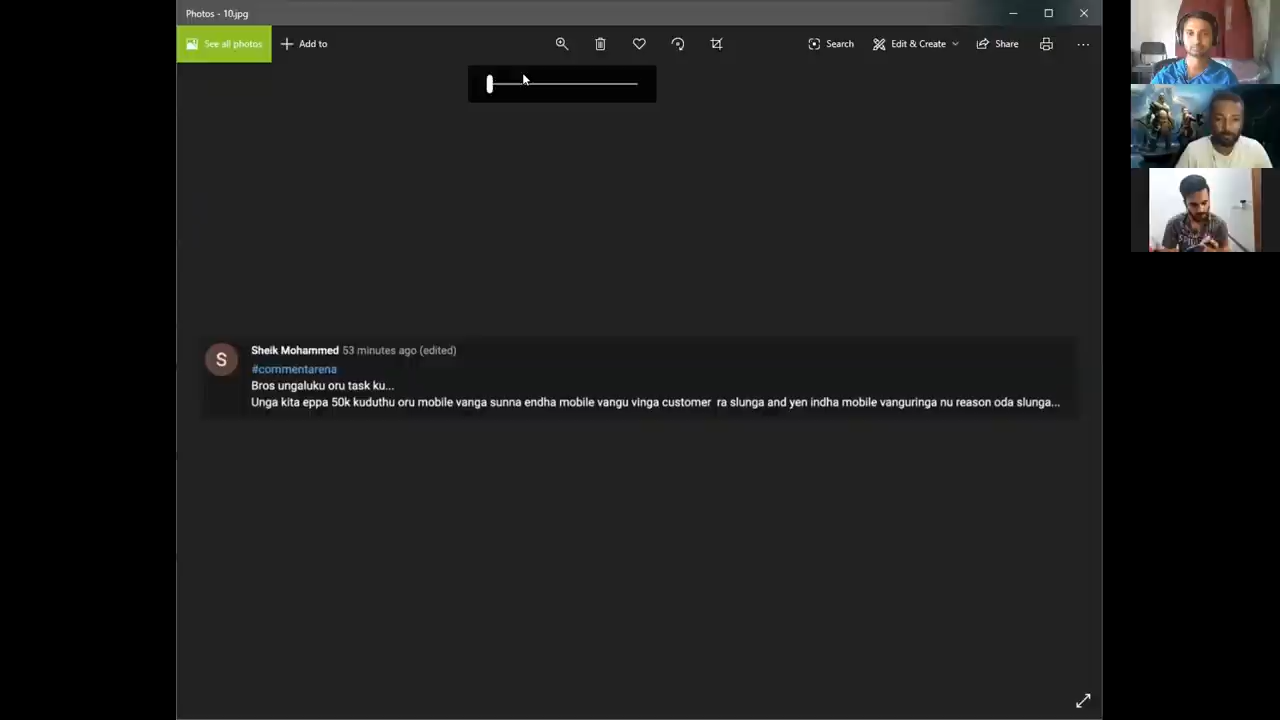 Photos - 10.jpg
See all photos
Add to
Search
Edit & Create
Share
S
Sheik Mohammed 53 minutes ago (edited)
#commentarena
Bros ungaluku oru task ku...
Unga kita eppa 50k kuduthu oru mobile vanga sunna endha mobile vangu vinga customer ra slunga and yen indha mobile vanguringa nu reason oda slunga...